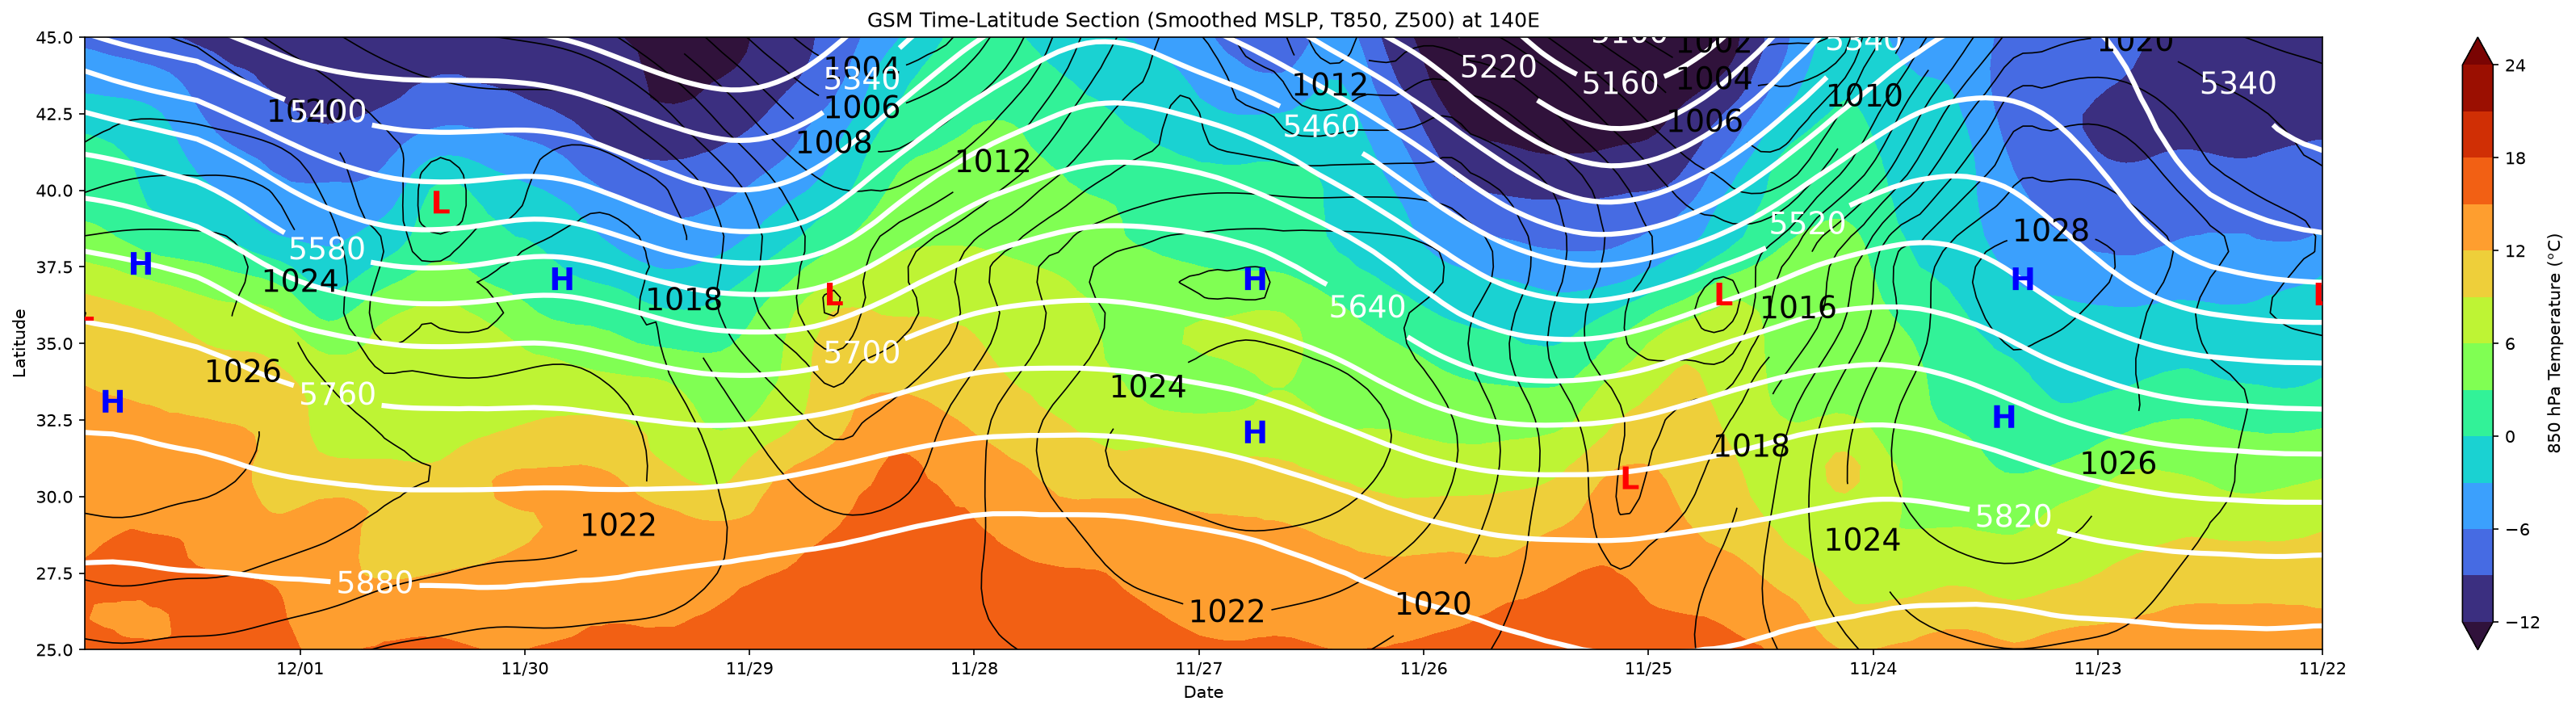 GSM Time-Latitude Section (Smoothed MSLP, T850, Z500) at 140E
45.0
42.5
40.0
37.5
35.0
32.5
30.0
27.5
25.0
Latitude
5160 1002 5340 1020
1004 5340 5220 5160 1004 5340
1012 1010
5400 1006 5460 1006
1008
1012
L
5580 5520 1028
H H H H
1024 1018 L 5640 L 1016
5700
1026 5760 1024
H H H
1018 1026
L
1022 5820 1024
5880 1022 1020
12/01 11/30 11/29 11/28 11/27 11/26 11/25 11/24 11/23 11/22
Date
24
18
12
6
0
−6
−12
850 hPa Temperature (°C)